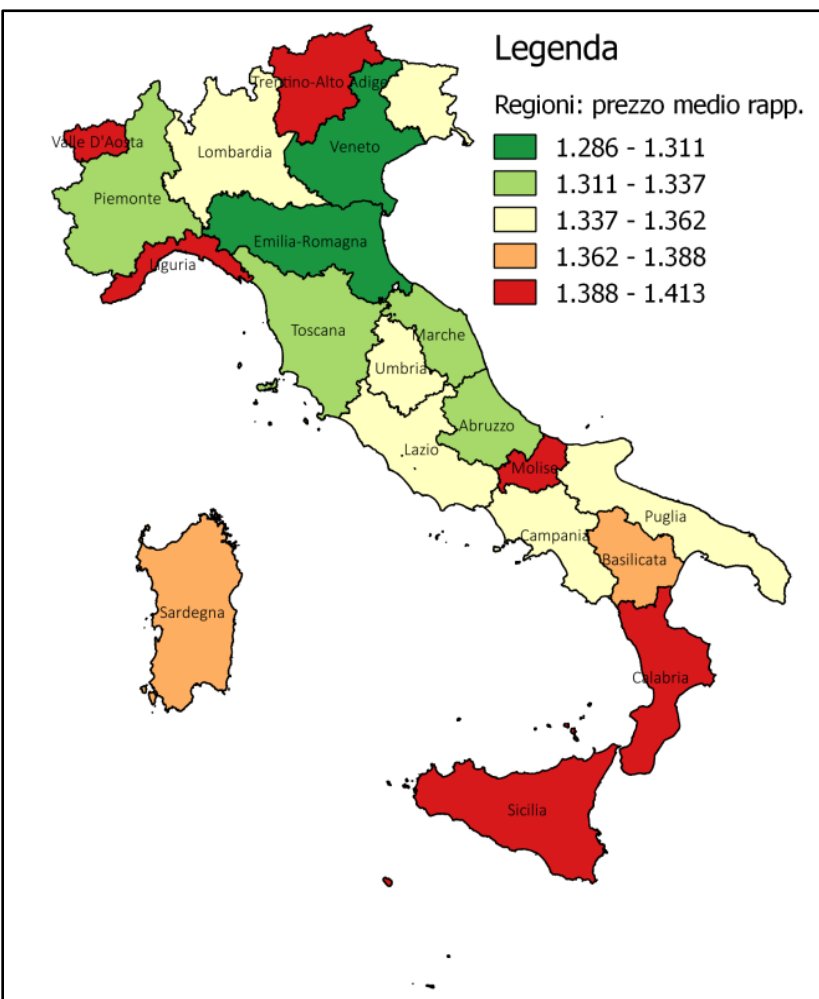 Legenda
Regioni: prezzo medio rapp.
1.286 - 1.311
1.311 - 1.337
1.337 - 1.362
1.362 - 1.388
1.388 - 1.413
Trentino-Alto Adige
Valle D'Aosta
Lombardia
Veneto
Piemonte
Emilia-Romagna
Liguria
Toscana
Marche
Umbria
Abruzzo
Lazio
Molise
Puglia
Campania
Basilicata
Sardegna
Calabria
Sicilia